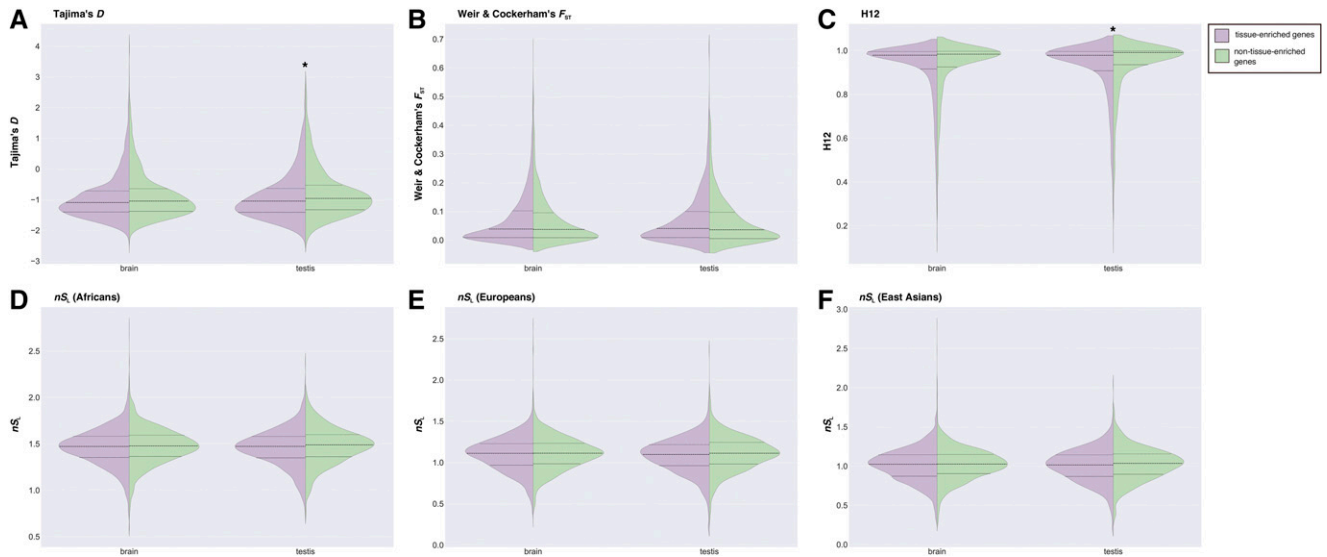 A Tajima's D
Tajima's D
4
3
2
1
0
−1
−2
−3
*
brain testis
B Weir & Cockerham's FST
Weir & Cockerham's FST
0.7
0.6
0.5
0.4
0.3
0.2
0.1
0.0
brain testis
C H12
H12
1.0
0.8
0.6
0.4
0.2
*
brain testis
tissue-enriched genes
non-tissue-enriched
genes
D nSL (Africans)
nSL
2.5
2.0
1.5
1.0
0.5
brain testis
E nSL (Europeans)
nSL
2.5
2.0
1.5
1.0
0.5
0.0
brain testis
F nSL (East Asians)
nSL
3.0
2.5
2.0
1.5
1.0
0.5
0.0
brain testis